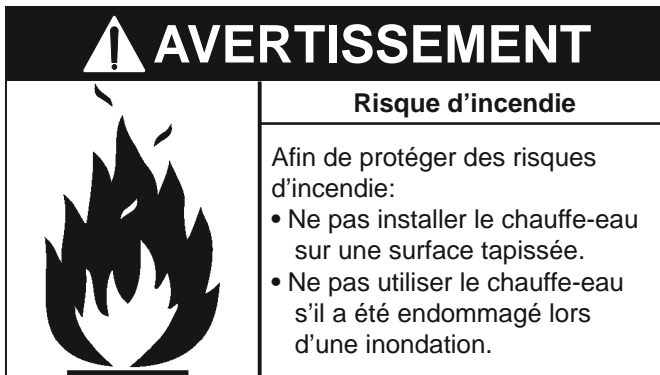 AVERTISSEMENT
Risque d’incendie
Afin de protéger des risques
d’incendie:
• Ne pas installer le chauffe-eau
sur une surface tapissée.
• Ne pas utiliser le chauffe-eau
s’il a été endommagé lors
d’une inondation.